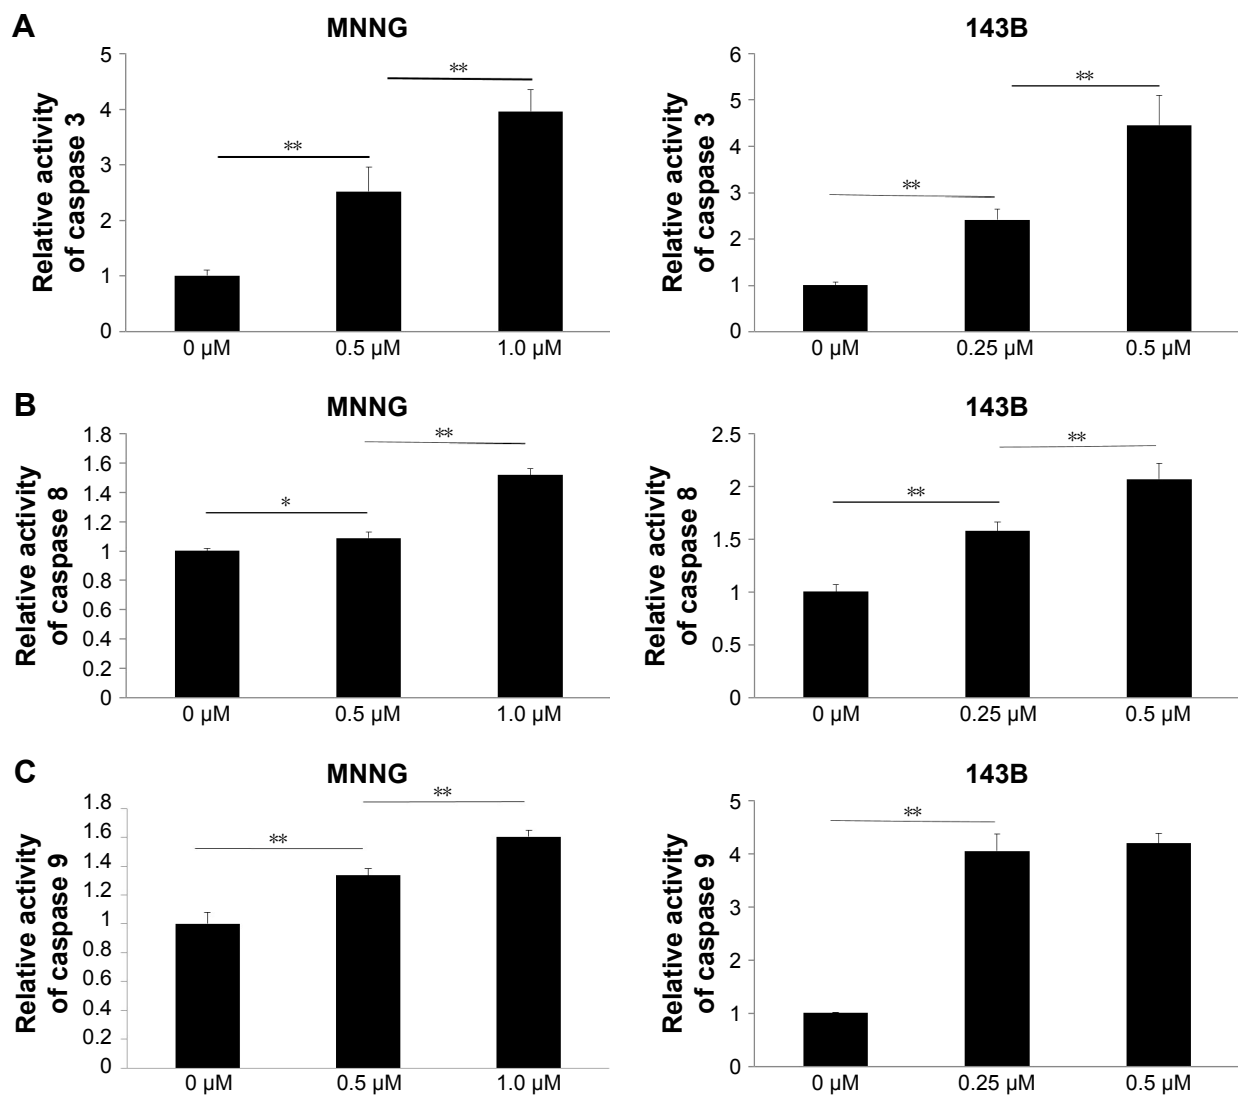 A
MNNG
143B
Relative activity
of caspase 3
5
4
3
2
1
0
**
**
0 µM 0.5 µM 1.0 µM
Relative activity
of caspase 3
6
5
4
3
2
1
0
**
**
0 µM 0.25 µM 0.5 µM
B
MNNG
143B
Relative activity
of caspase 8
1.8
1.6
1.4
1.2
1
0.8
0.6
0.4
0.2
0
*
**
0 µM 0.5 µM 1.0 µM
Relative activity
of caspase 8
2.5
2
1.5
1
0.5
0
**
**
0 µM 0.25 µM 0.5 µM
C
MNNG
143B
Relative activity
of caspase 9
1.8
1.6
1.4
1.2
1
0.8
0.6
0.4
0.2
0
**
**
0 µM 0.5 µM 1.0 µM
Relative activity
of caspase 9
5
4
3
2
1
0
**
0 µM 0.25 µM 0.5 µM